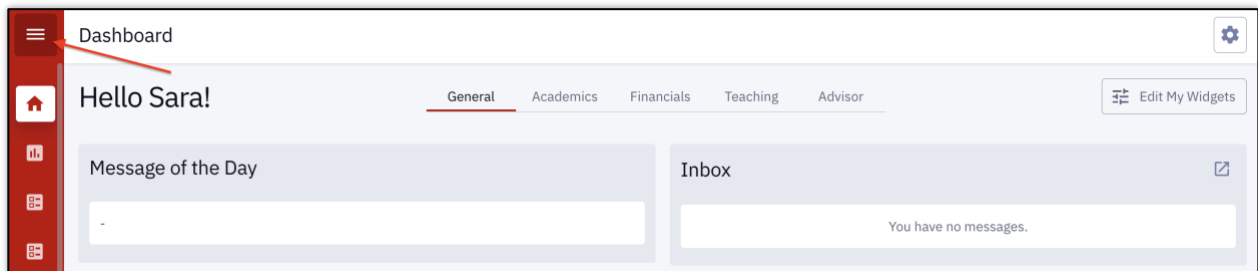 Dashboard
Hello Sara!
General Academics Financials Teaching Advisor
Edit My Widgets
Message of the Day
-
Inbox
You have no messages.